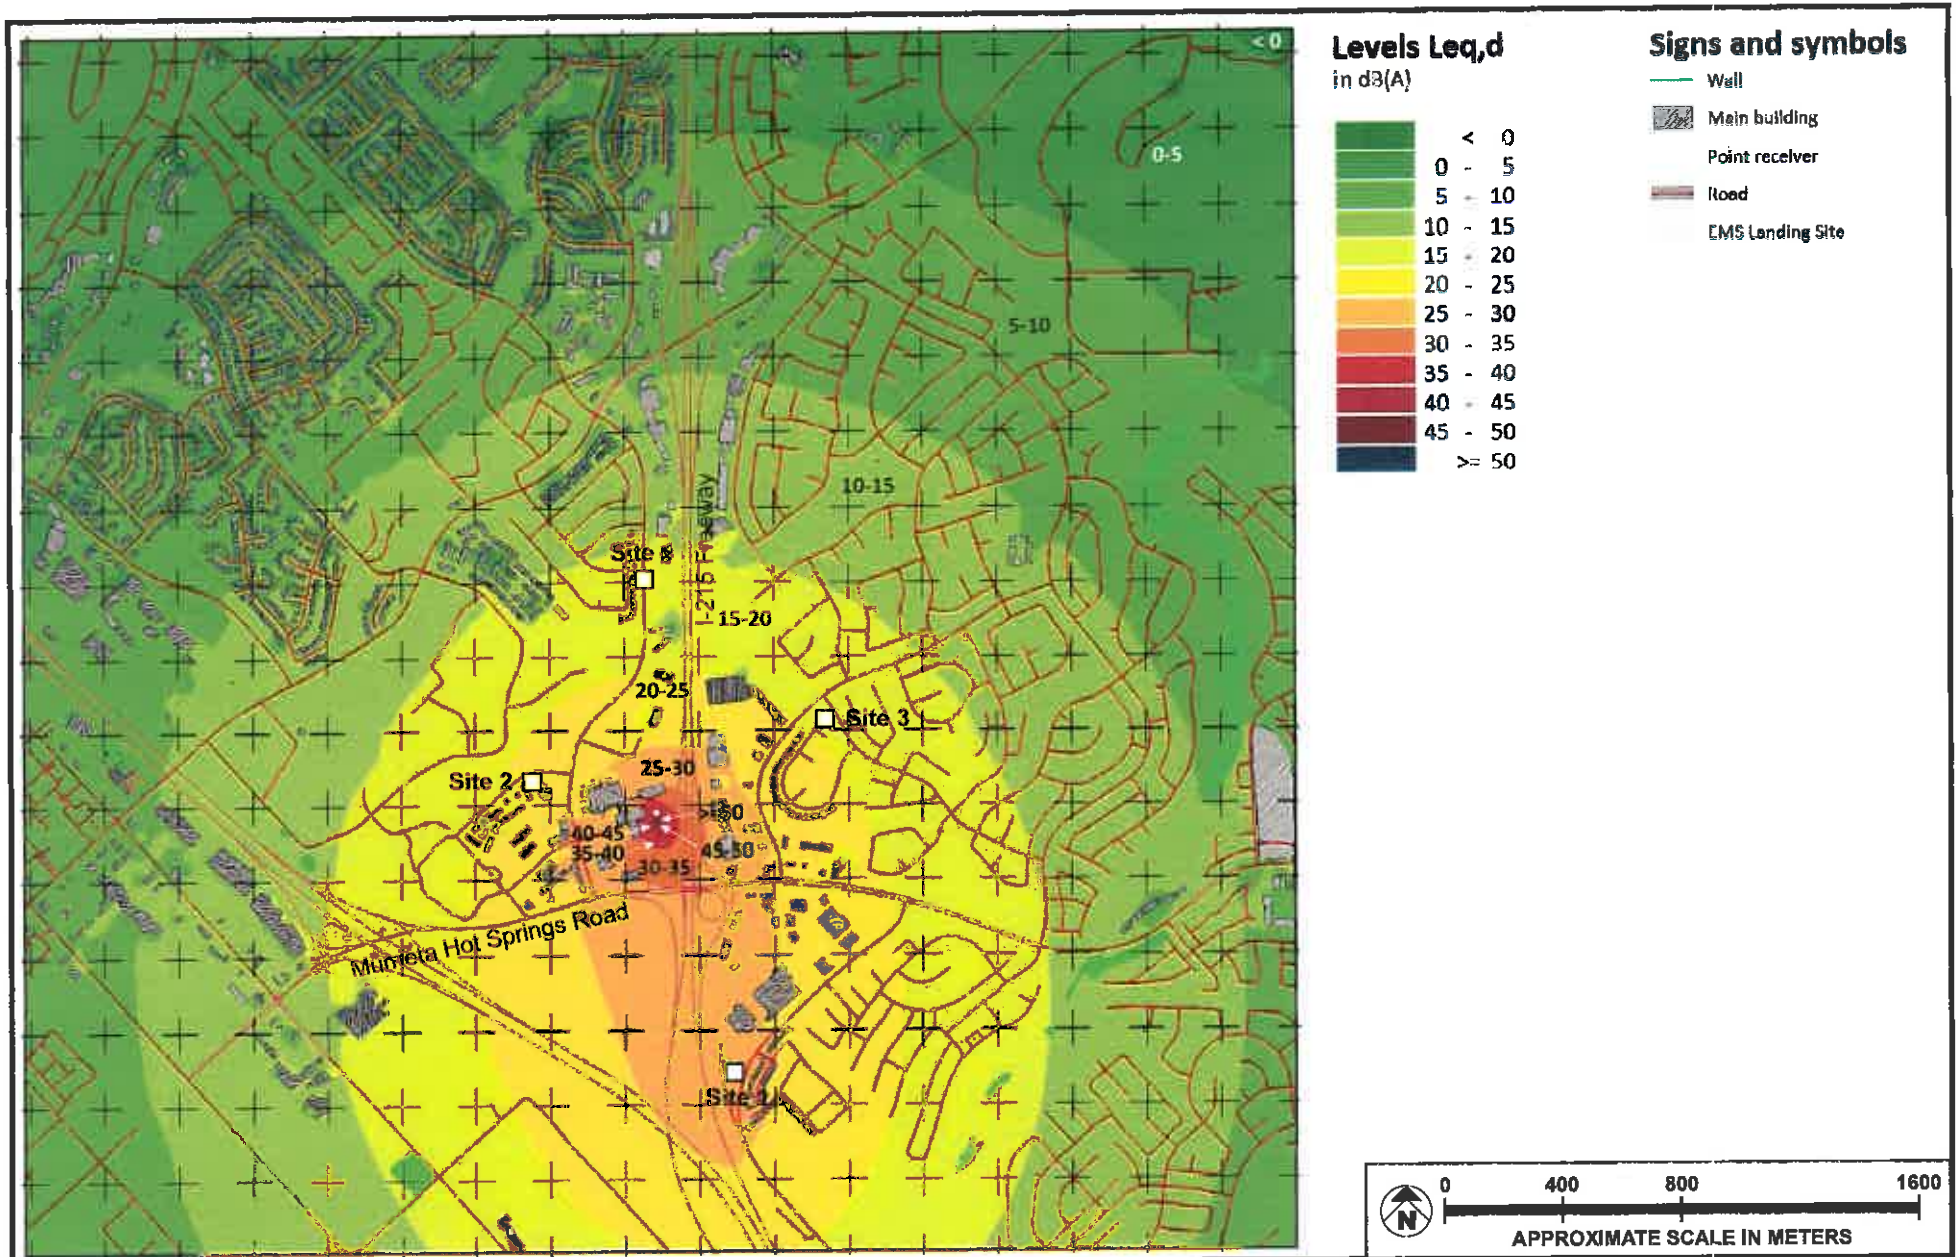 < 0
0-5
5-10
10-15
I-215 Freeway
Site
15-20
20-25
Site 3
25-30
Site 2
40-45
35-40
45-50
30-35
Murrieta Hot Springs Road
Site 1
Levels Leq,d
in dB(A)
< 0
0 - 5
5 - 10
10 - 15
15 - 20
20 - 25
25 - 30
30 - 35
35 - 40
40 - 45
45 - 50
>= 50
Signs and symbols
Wall
Main building
Point receiver
Road
EMS Landing Site
N
0 400 800 1600
APPROXIMATE SCALE IN METERS